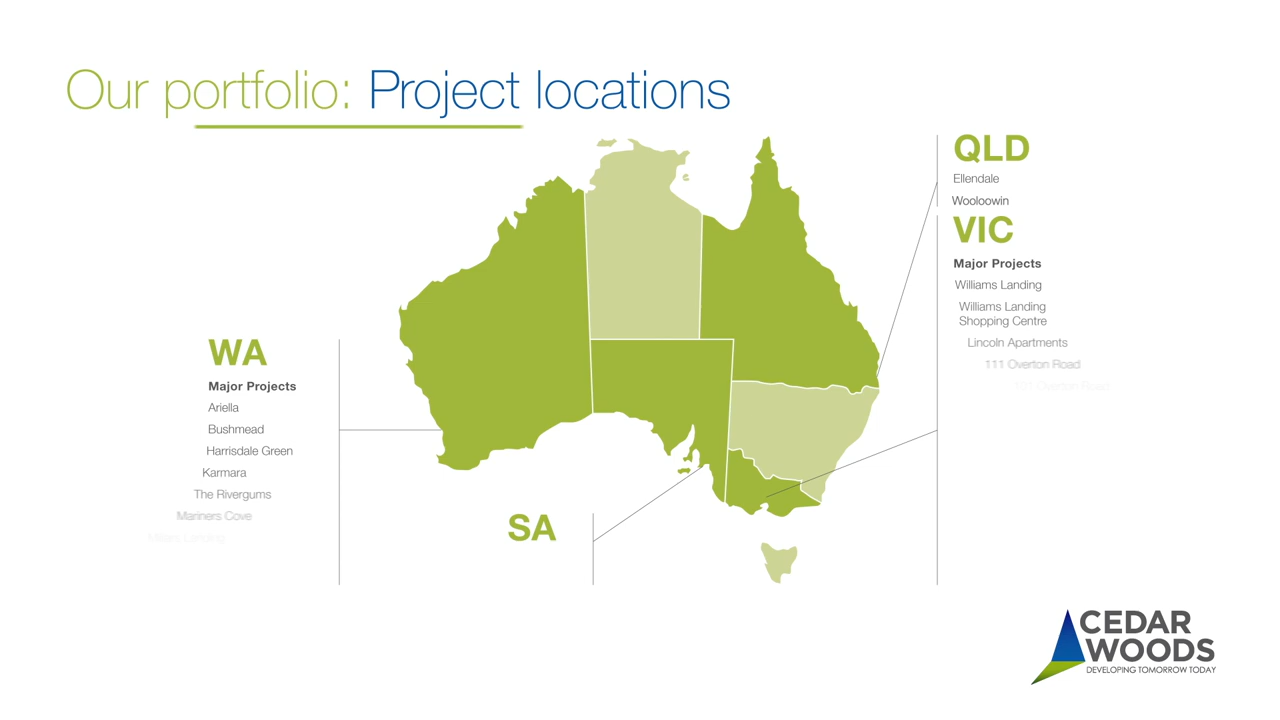 Our portfolio: Project locations
QLD
Ellendale
Wooloowin
VIC
Major Projects
Williams Landing
Williams Landing
Shopping Centre
Lincoln Apartments
111 Overton Road
WA
Major Projects
Ariella
Bushmead
Harrisdale Green
Karmara
The Rivergums
Mariners Cove
SA
CEDAR
WOODS
DEVELOPING TOMORROW TODAY